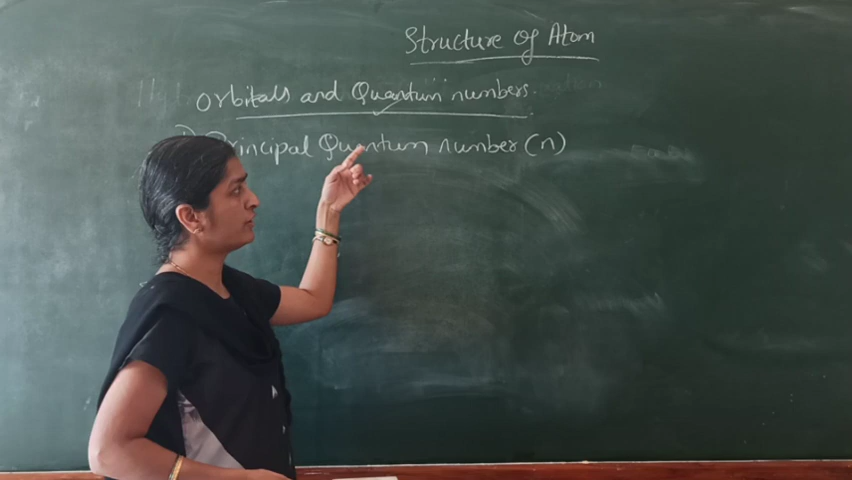 Structure of Atom
Orbitals and Quantum numbers.
Principal Quantum number (n)